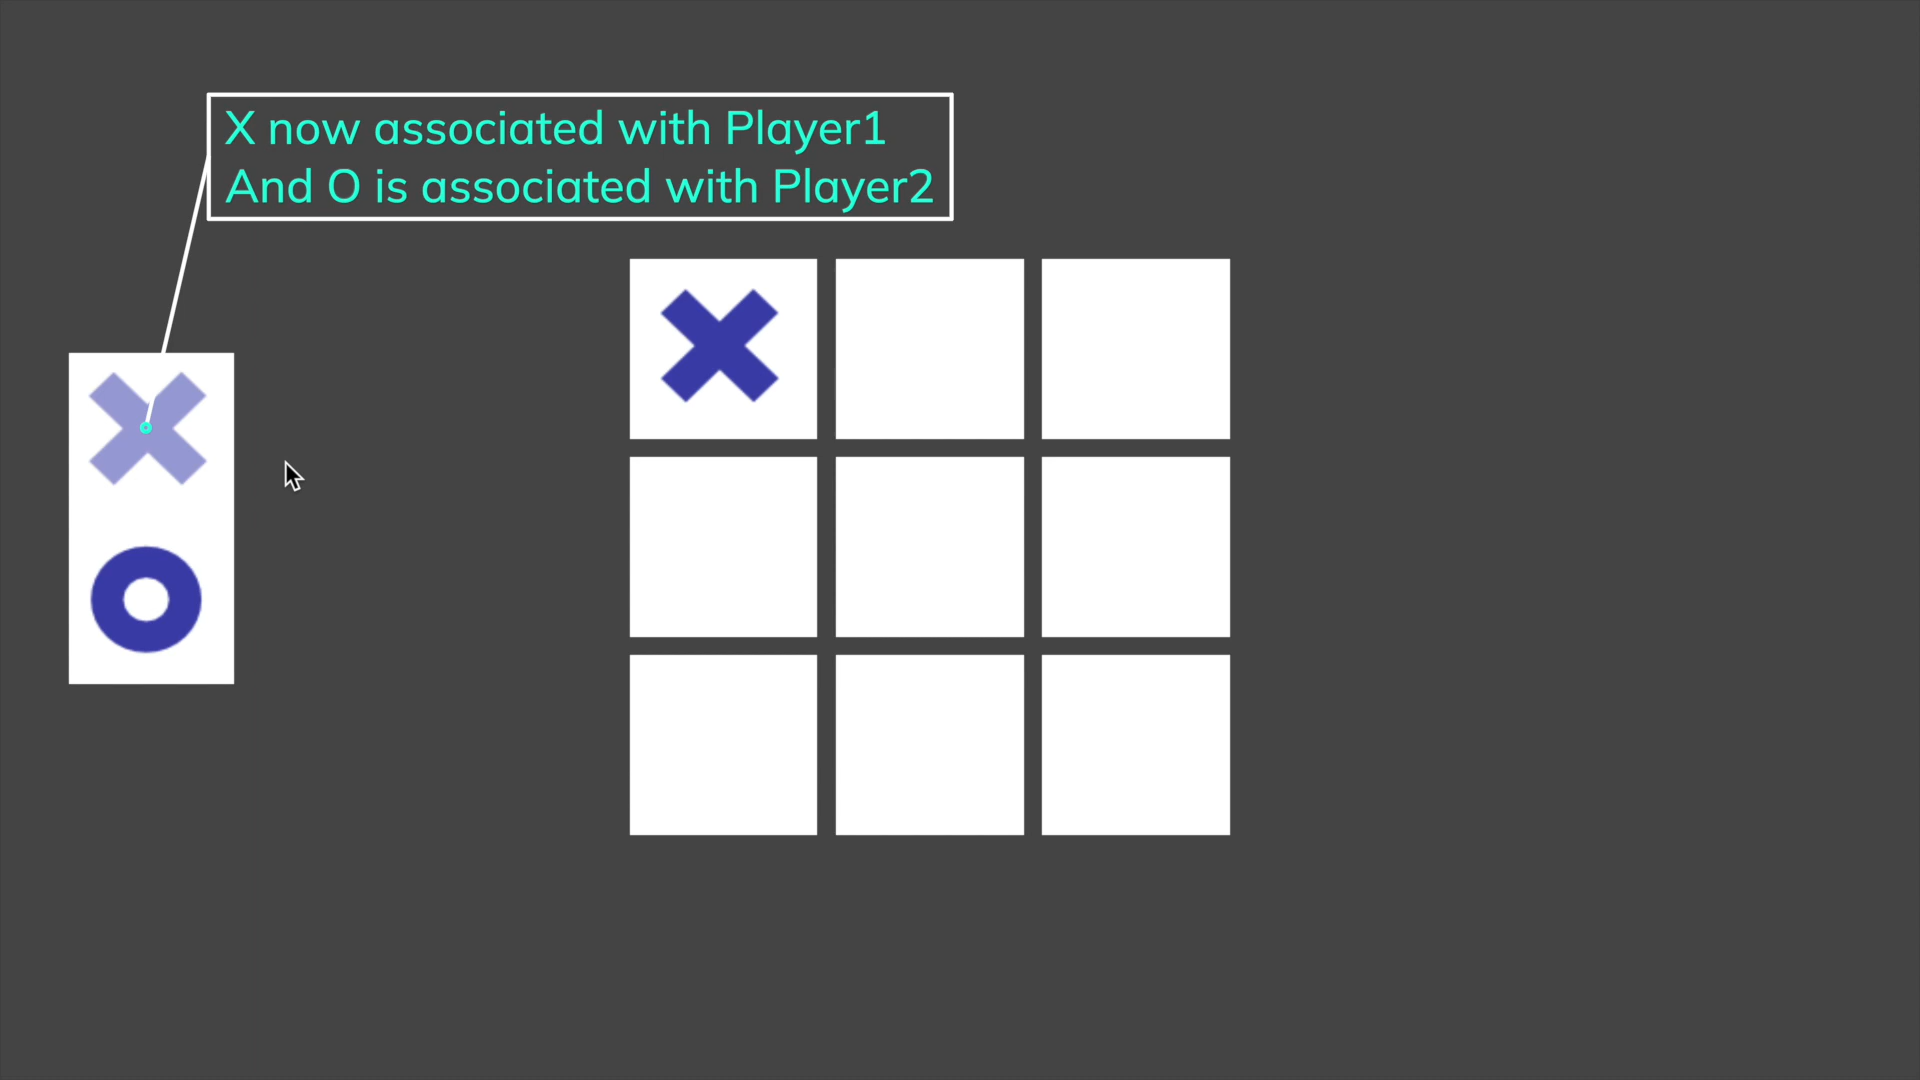 X now associated with Player1
And O is associated with Player2